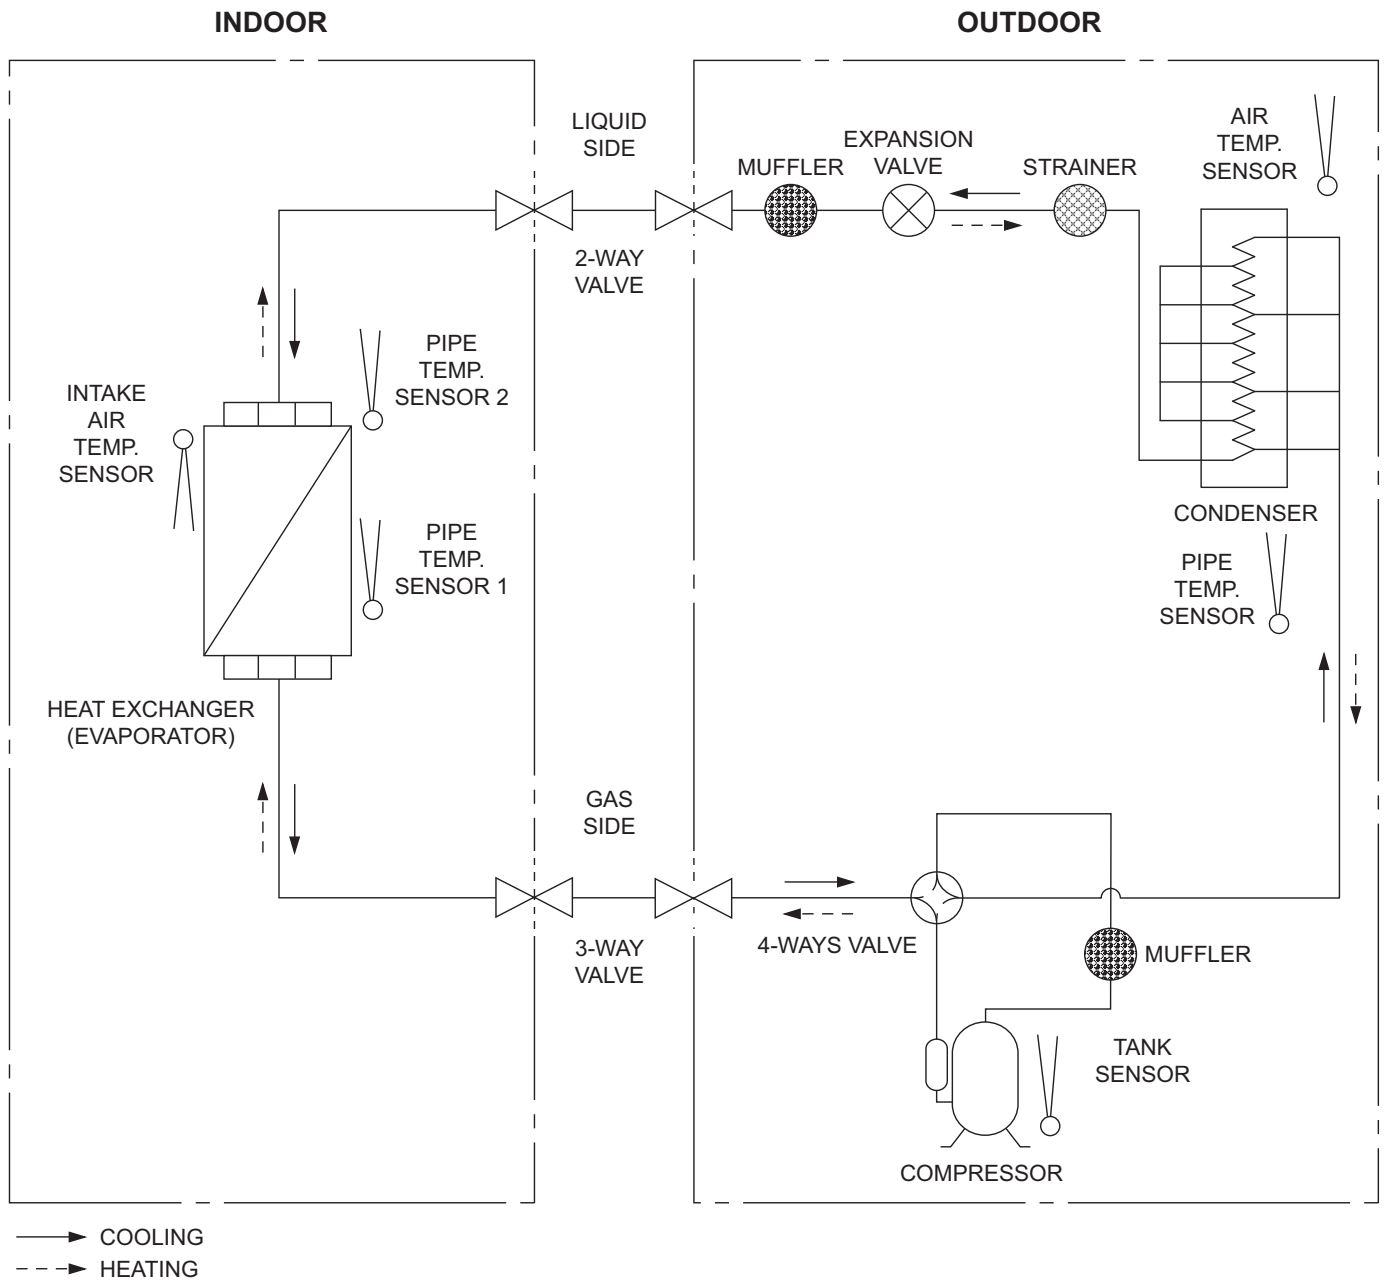 INDOOR
OUTDOOR
LIQUID
SIDE
MUFFLER
EXPANSION
VALVE
STRAINER
AIR
TEMP.
SENSOR
2-WAY
VALVE
PIPE
TEMP.
SENSOR 2
INTAKE
AIR
TEMP.
SENSOR
PIPE
TEMP.
SENSOR 1
CONDENSER
PIPE
TEMP.
SENSOR
HEAT EXCHANGER
(EVAPORATOR)
GAS
SIDE
3-WAY
VALVE
4-WAYS VALVE
MUFFLER
TANK
SENSOR
COMPRESSOR
COOLING
HEATING